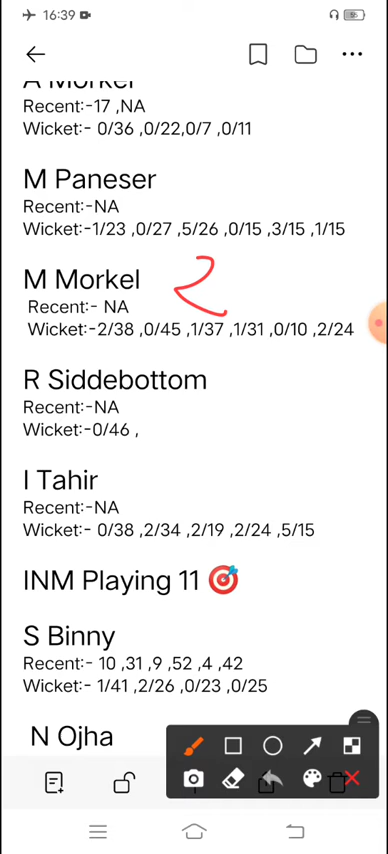 16:39
A Morkel
Recent:-17 ,NA
Wicket:- 0/36 ,0/22,0/7 ,0/11
M Paneser
Recent:-NA
Wicket:-1/23 ,0/27 ,5/26 ,0/15 ,3/15 ,1/15
M Morkel
Recent:- NA
Wicket:-2/38 ,0/45 ,1/37 ,1/31 ,0/10 ,2/24
R Siddebottom
Recent:-NA
Wicket:-0/46 ,
I Tahir
Recent:-NA
Wicket:- 0/38 ,2/34 ,2/19 ,2/24 ,5/15
INM Playing 11 🎯
S Binny
Recent:- 10 ,31 ,9 ,52 ,4 ,42
Wicket:- 1/41 ,2/26 ,0/23 ,0/25
N Ojha